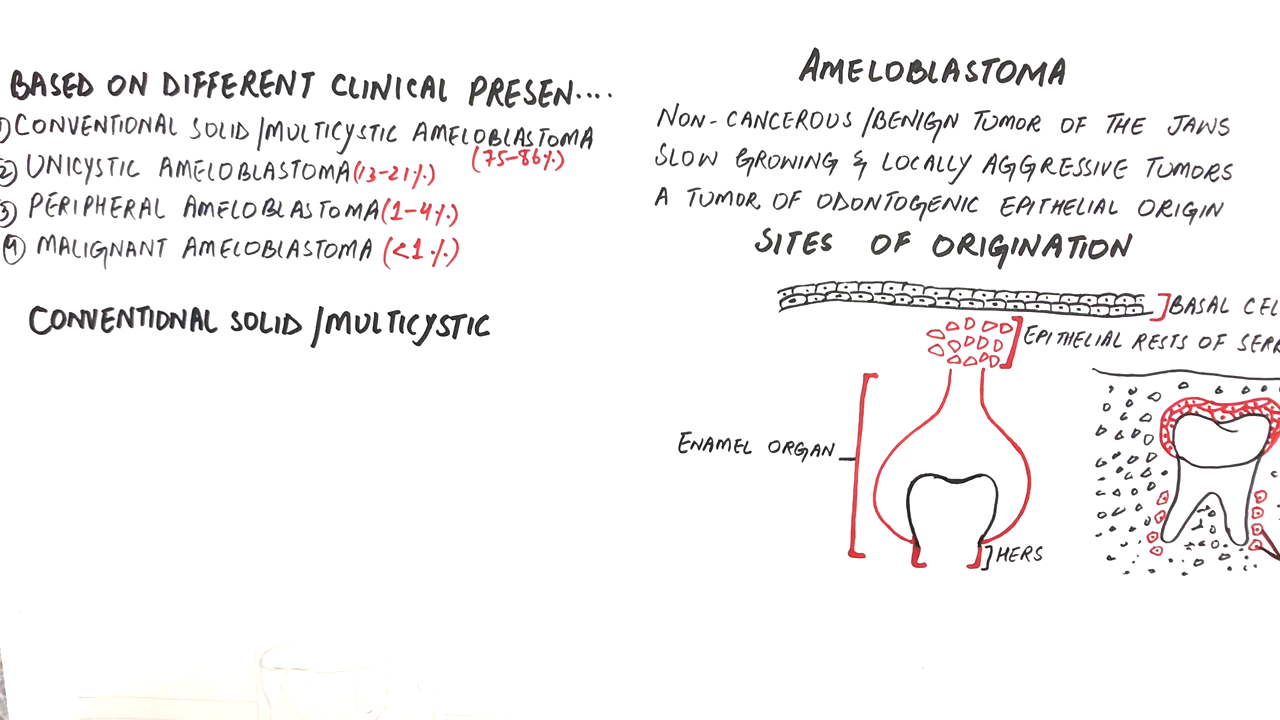 BASED ON DIFFERENT CLINICAL PRESEN....
1) CONVENTIONAL SOLID/MULTICYSTIC AMELOBLASTOMA
(75-86%)
2) UNICYSTIC AMELOBLASTOMA (13-21%)
3) PERIPHERAL AMELOBLASTOMA (1-4%)
4) MALIGNANT AMELOBLASTOMA (<1%)
CONVENTIONAL SOLID/MULTICYSTIC
AMELOBLASTOMA
NON-CANCEROUS/BENIGN TUMOR OF THE JAWS
SLOW GROWING & LOCALLY AGGRESSIVE TUMORS
A TUMOR OF ODONTOGENIC EPITHELIAL ORIGIN
SITES OF ORIGINATION
BASAL CEL
EPITHELIAL RESTS OF SERR
ENAMEL ORGAN
HERS